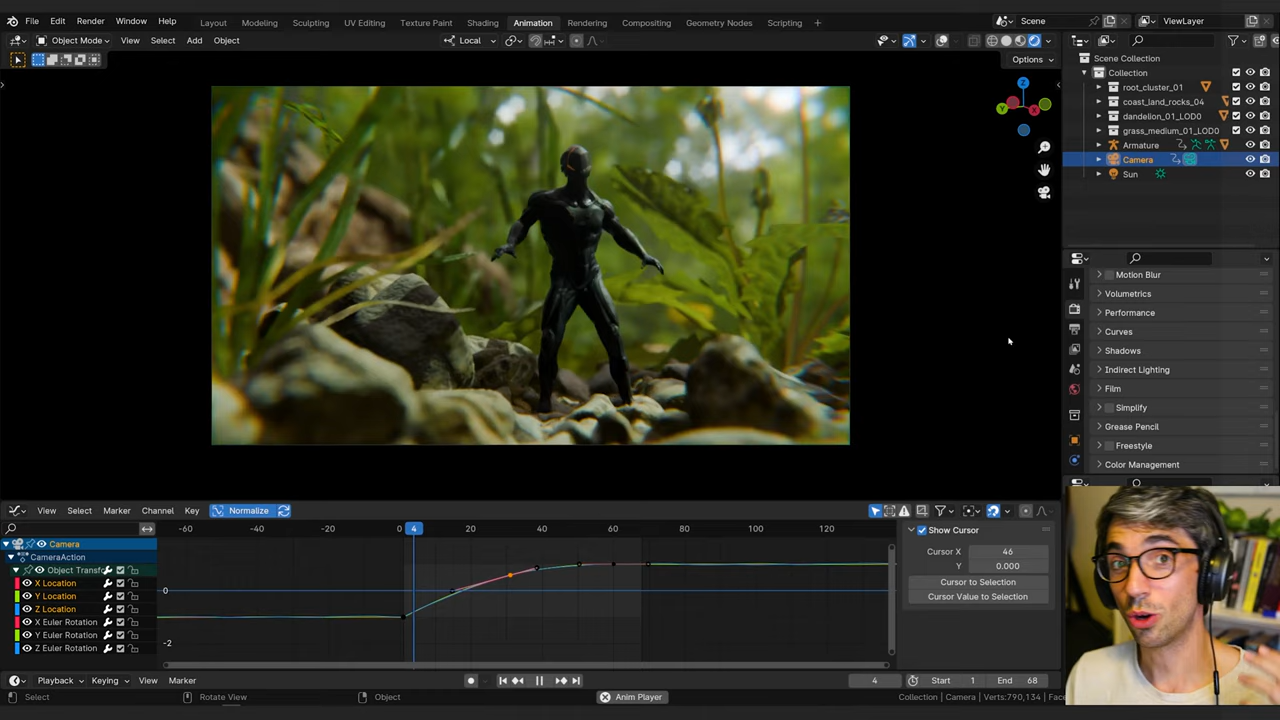 File Edit Render Window Help Layout Modeling Sculpting UV Editing Texture Paint Shading Animation Rendering Compositing Geometry Nodes Scripting Scene ViewLayer
Object Mode View Select Add Object Local
Options
Z
Y
X
Scene Collection
Collection
root_cluster_01
coast_land_rocks_04
dandelion_01_LOD0
grass_medium_01_LOD0
Armature
Camera
Sun
Motion Blur
Volumetrics
Performance
Curves
Shadows
Indirect Lighting
Film
Simplify
Grease Pencil
Freestyle
Color Management
View Select Marker Channel Key Normalize
-60 -40 -20 0 4 20 40 60 80 100 120
0
-2
Camera
CameraAction
Object Transfo
X Location
Y Location
Z Location
X Euler Rotation
Y Euler Rotation
Z Euler Rotation
Show Cursor
Cursor X 46
Y 0.000
Cursor to Selection
Cursor Value to Selection
Playback Keying View Marker 4 Start 1 End 68
Select Rotate View Object Anim Player Collection | Camera | Verts:790,134 | Face